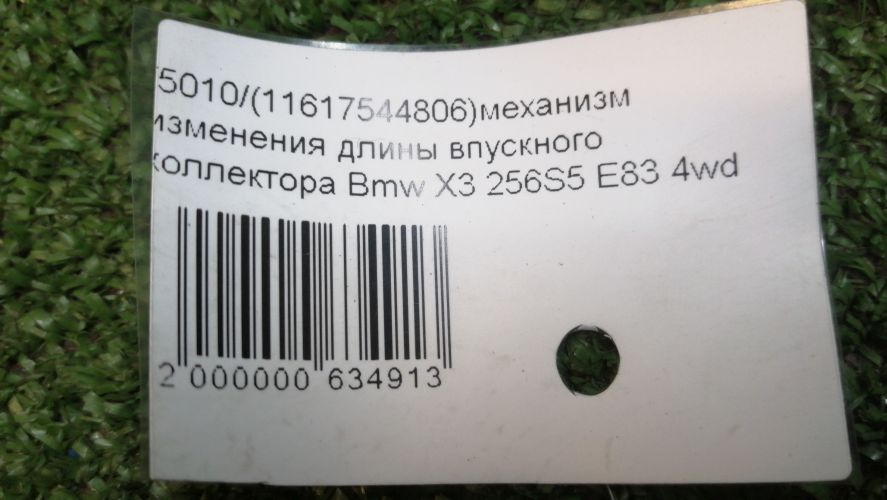 5010/(11617544806)механизм
изменения длины впускного
коллектора Bmw X3 256S5 E83 4wd
2 000000 634913